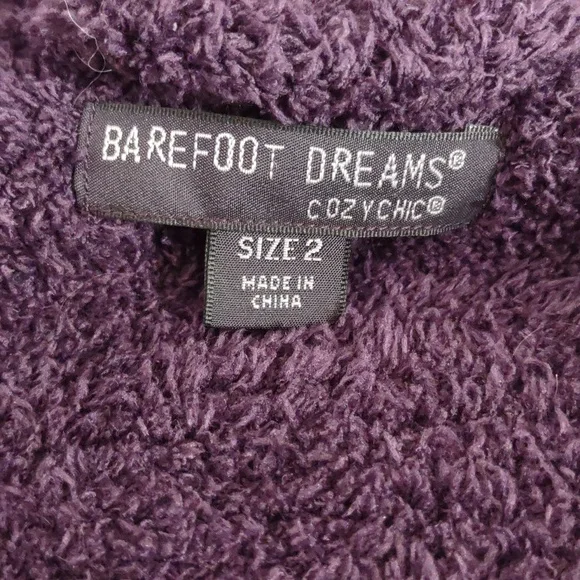 BAREFOOT DREAMS®
COZYCHIC®
SIZE 2
MADE IN
CHINA